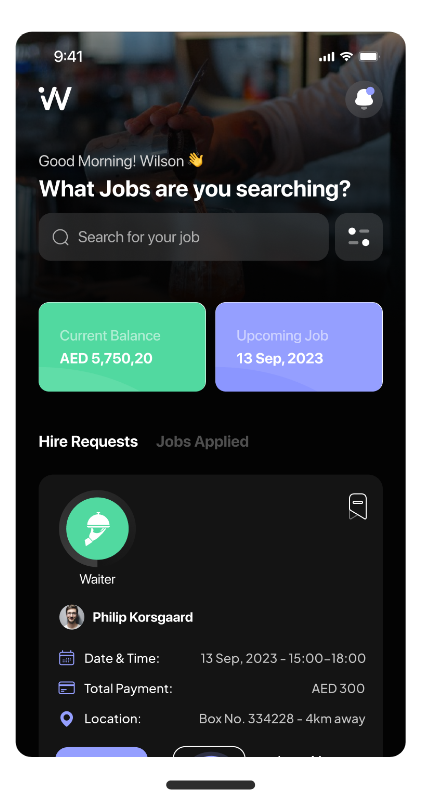 9:41
W
Good Morning! Wilson 👋
What Jobs are you searching?
Search for your job
Current Balance
AED 5,750,20
Upcoming Job
13 Sep, 2023
Hire Requests Jobs Applied
Waiter
Philip Korsgaard
Date & Time: 13 Sep, 2023 - 15:00-18:00
Total Payment: AED 300
Location: Box No. 334228 - 4km away